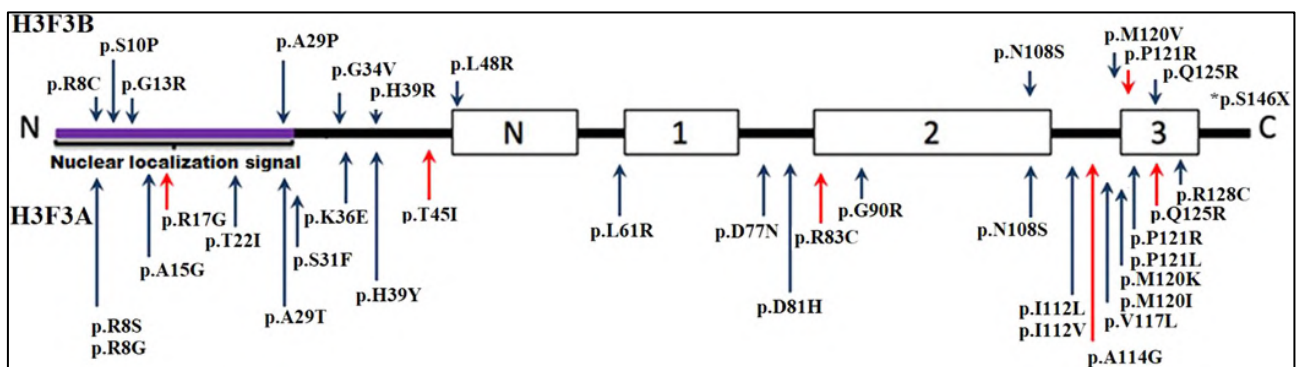 H3F3B
p.S10P
p.A29P
p.M120V
p.R8C
p.G13R
p.G34V
p.L48R
p.N108S
p.P121R
p.H39R
p.Q125R
*p.S146X
N
N
1
2
3
C
Nuclear localization signal
H3F3A
p.R17G
p.K36E
p.T45I
p.G90R
p.R128C
p.T22I
p.L61R
p.D77N
p.R83C
p.N108S
p.Q125R
p.A15G
p.S31F
p.P121R
p.H39Y
p.P121L
p.A29T
p.D81H
p.M120K
p.R8S
p.I112L
p.M120I
p.R8G
p.I112V
p.V117L
p.A114G